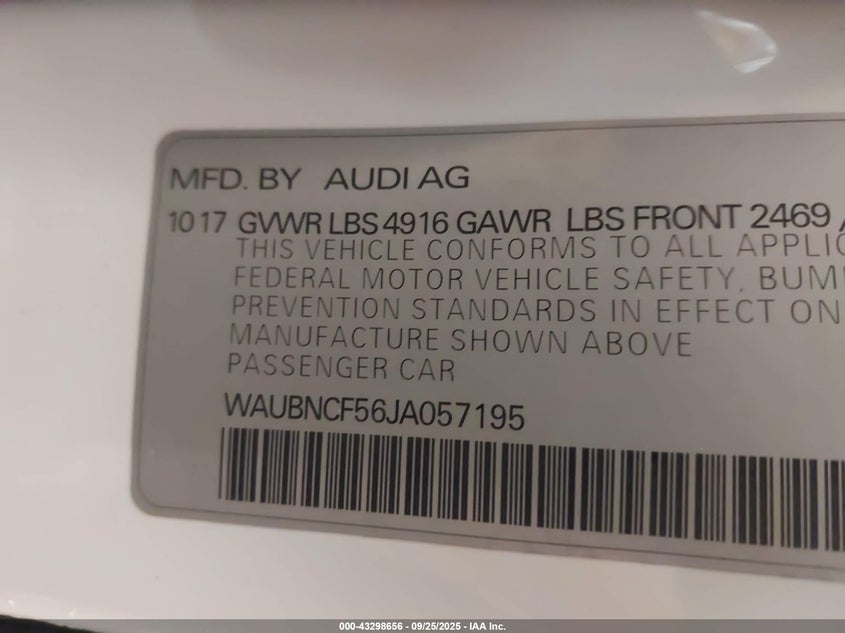 MFD. BY AUDI AG
10 17 GVWR LBS 4916 GAWR LBS FRONT 2469
THIS VEHICLE CONFORMS TO ALL APPLIC
FEDERAL MOTOR VEHICLE SAFETY, BUM
PREVENTION STANDARDS IN EFFECT ON
MANUFACTURE SHOWN ABOVE
PASSENGER CAR
WAUBNCF56JA057195
000-43298656 - 09/25/2025 - IAA Inc.